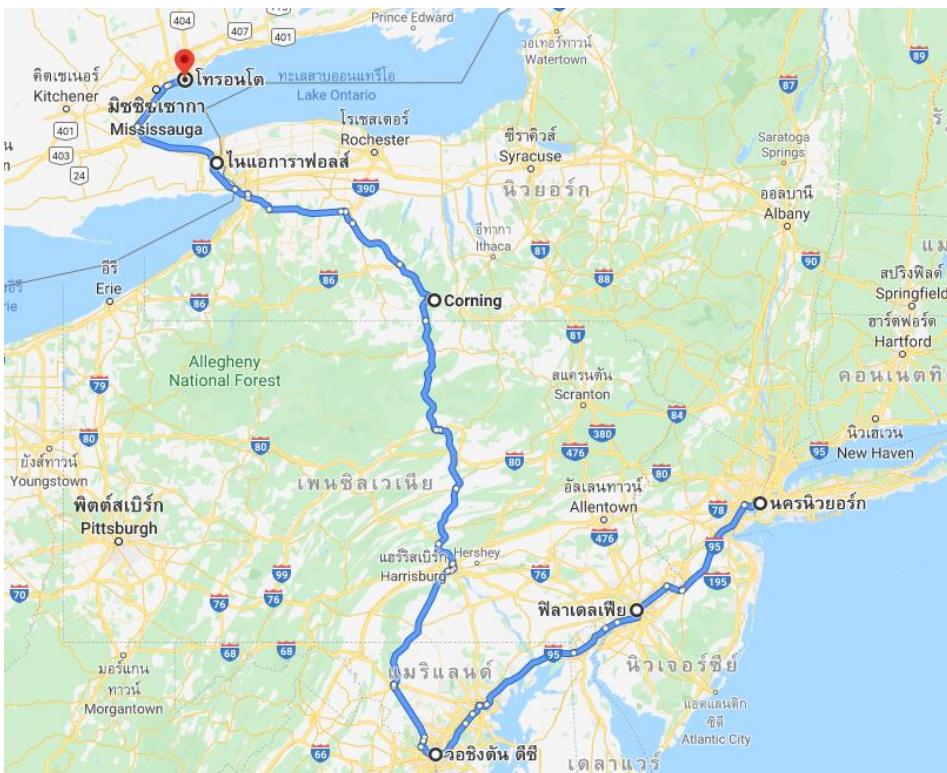 404
407
401
Prince Edward
วอเทอร์ทาวน์
Watertown
89
87
คิตเชเนอร์
Kitchener
โทรอนโต
ทะเลสาบออนแทรีโอ
Lake Ontario
มิซซิซเซากา
Mississauga
401
403
24
โรเชสเตอร์
Rochester
ซีราคิวส์
Syracuse
Saratoga
Springs
ไนแอการาฟอลส์
390
นิวยอร์ก
ออลบานี
Albany
90
อีทากา
Ithaca
81
88
90
อีรี
Erie
86
86
Corning
81
สปริงฟิลด์
Springfield
ฮาร์ตฟอร์ด
Hartford
คอนเนตทิ
Allegheny
National Forest
79
80
80
สแครนตัน
Scranton
84
380
476
80
80
นิวเฮเวน
New Haven
95
ยังส์ทาวน์
Youngstown
เพนซิลเวเนีย
อัลเลนทาวน์
Allentown
476
78
นครนิวยอร์ก
พิตต์สเบิร์ก
Pittsburgh
แฮร์ริสเบิร์ก
Harrisburg
Hershey
76
95
195
99
70
76
76
ฟิลาเดลเฟีย
68
68
แมริแลนด์
95
นิวเจอร์ซีย์
มอร์แกน
ทาวน์
Morgantown
แอตแลนติก
ซิตี
Atlantic City
66
วอชิงตัน ดีซี
เดลาแวร์